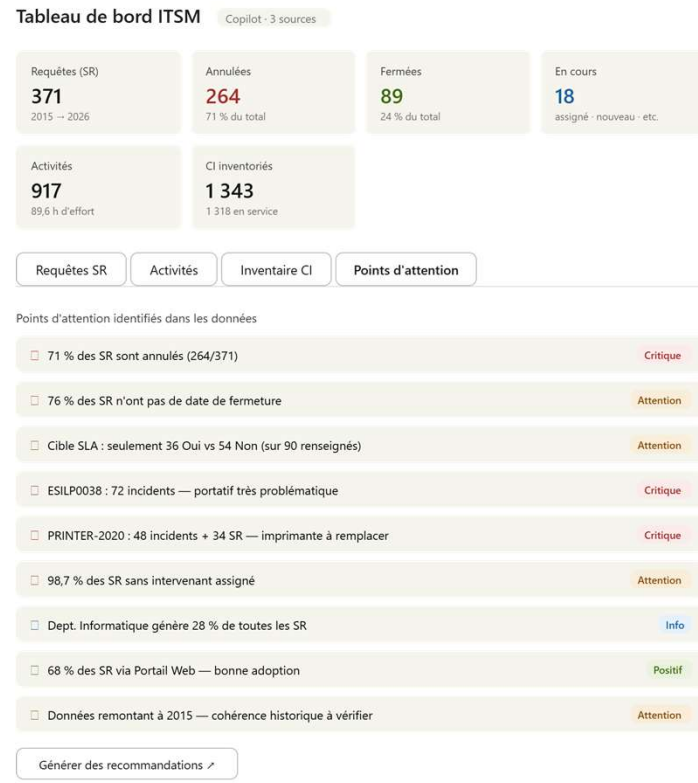 Tableau de bord ITSM
Copilot · 3 sources
Requêtes (SR)
371
2015 → 2026
Annulées
264
71 % du total
Fermées
89
24 % du total
En cours
18
assigné · nouveau · etc.
Activités
917
89,6 h d'effort
CI inventoriés
1 343
1 318 en service
Requêtes SR
Activités
Inventaire CI
Points d'attention
Points d'attention identifiés dans les données
71 % des SR sont annulés (264/371)
Critique
76 % des SR n'ont pas de date de fermeture
Attention
Cible SLA : seulement 36 Oui vs 54 Non (sur 90 renseignés)
Attention
ESILP0038 : 72 incidents — portatif très problématique
Critique
PRINTER-2020 : 48 incidents + 34 SR — imprimante à remplacer
Critique
98,7 % des SR sans intervenant assigné
Attention
Dept. Informatique génère 28 % de toutes les SR
Info
68 % des SR via Portail Web — bonne adoption
Positif
Données remontant à 2015 — cohérence historique à vérifier
Attention
Générer des recommandations ↗